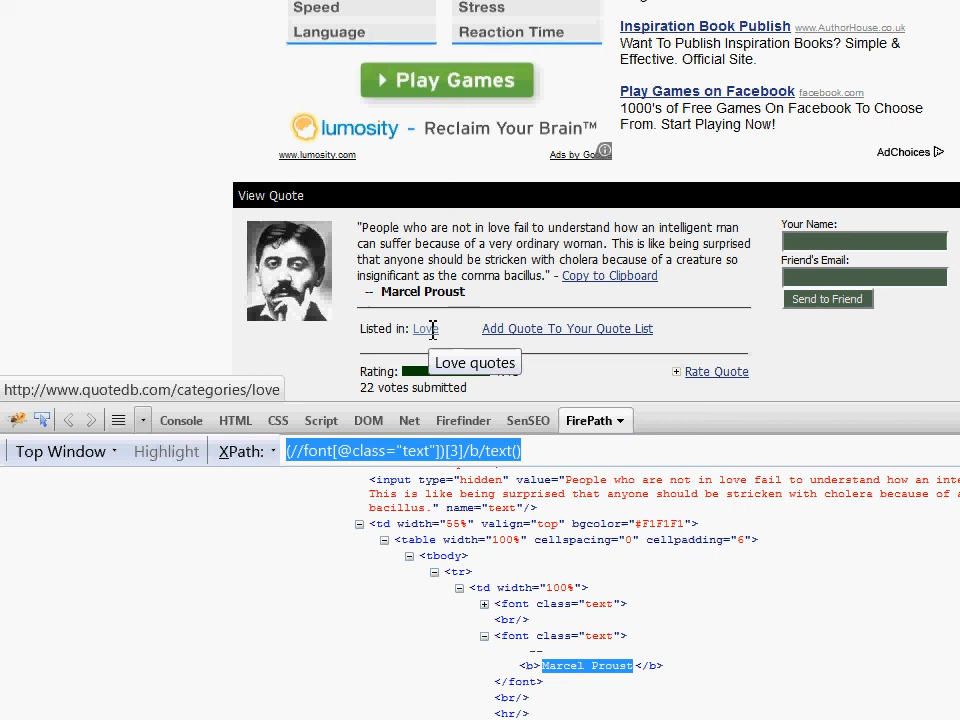 Speed
Stress
Language
Reaction Time
Play Games
lumosity - Reclaim Your Brain™
www.lumosity.com
Ads by Go
Inspiration Book Publish www.AuthorHouse.co.uk
Want To Publish Inspiration Books? Simple &
Effective. Official Site.
Play Games on Facebook facebook.com
1000's of Free Games On Facebook To Choose
From. Start Playing Now!
AdChoices
View Quote
"People who are not in love fail to understand how an intelligent man
can suffer because of a very ordinary woman. This is like being surprised
that anyone should be stricken with cholera because of a creature so
insignificant as the comma bacillus." - Copy to Clipboard
-- Marcel Proust
Listed in: Love
Add Quote To Your Quote List
Love quotes
Rating:
Rate Quote
22 votes submitted
Your Name:
Friend's Email:
Send to Friend
http://www.quotedb.com/categories/love
Console HTML CSS Script DOM Net Firefinder SenSEO FirePath
Top Window Highlight XPath: (//font[@class="text"])[3]/b/text()
<input type="hidden" value="People who are not in love fail to understand how an inte
This is like being surprised that anyone should be stricken with cholera because of a
bacillus." name="text"/>
<td width="55%" valign="top" bgcolor="#F1F1F1">
<table width="100%" cellspacing="0" cellpadding="6">
<tbody>
<tr>
<td width="100%">
<font class="text">
<br/>
<font class="text">
--
<b>Marcel Proust</b>
</font>
<br/>
<hr/>